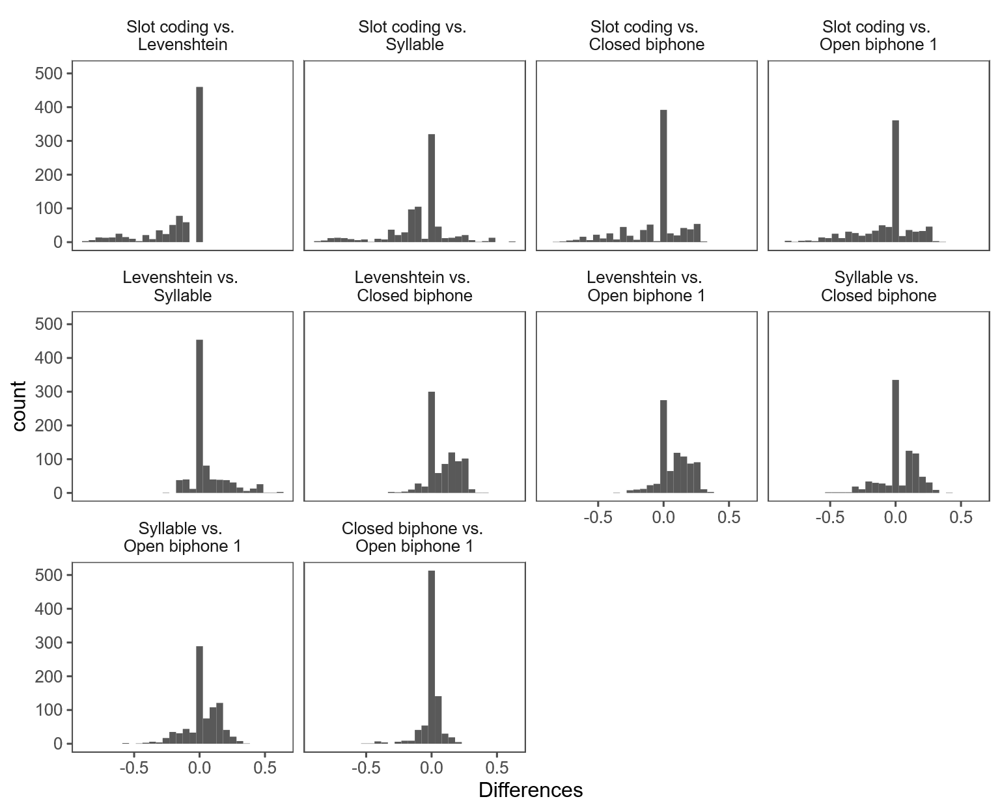 Slot coding vs.
Levenshtein
Slot coding vs.
Syllable
Slot coding vs.
Closed biphone
Slot coding vs.
Open biphone 1
500
400
300
200
100
0
Levenshtein vs.
Syllable
Levenshtein vs.
Closed biphone
Levenshtein vs.
Open biphone 1
Syllable vs.
Closed biphone
500
400
300
200
100
0
count
-0.5 0.0 0.5
-0.5 0.0 0.5
Syllable vs.
Open biphone 1
Closed biphone vs.
Open biphone 1
500
400
300
200
100
0
-0.5 0.0 0.5
-0.5 0.0 0.5
Differences